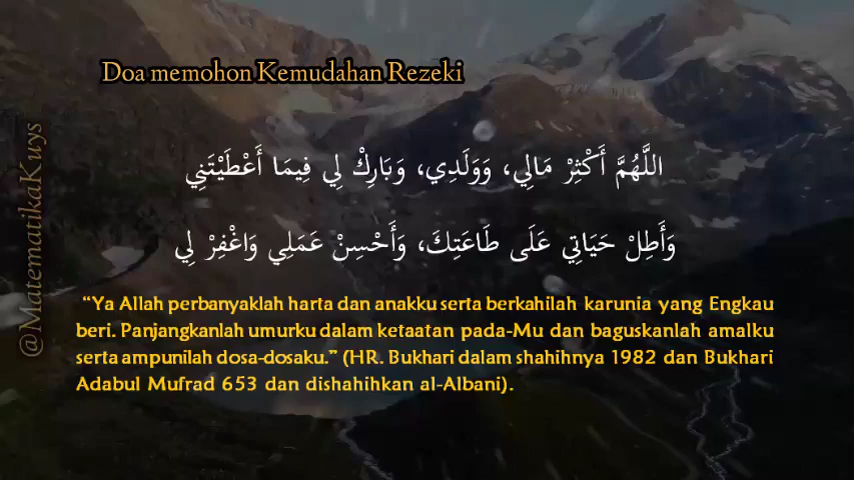 Doa memohon Kemudahan Rezeki
@MatematikaKuys
اللَّهُمَّ أَكْثِرْ مَالِي، وَوَلَدِي، وَبَارِكْ لِي فِيمَا أَعْطَيْتَنِي
وَأَطِلْ حَيَاتِي عَلَى طَاعَتِكَ، وَأَحْسِنْ عَمَلِي وَاغْفِرْ لِي
“Ya Allah perbanyaklah harta dan anakku serta berkahilah karunia yang Engkau
beri. Panjangkanlah umurku dalam ketaatan pada-Mu dan baguskanlah amalku
serta ampunilah dosa-dosaku.” (HR. Bukhari dalam shahihnya 1982 dan Bukhari
Adabul Mufrad 653 dan dishahihkan al-Albani).